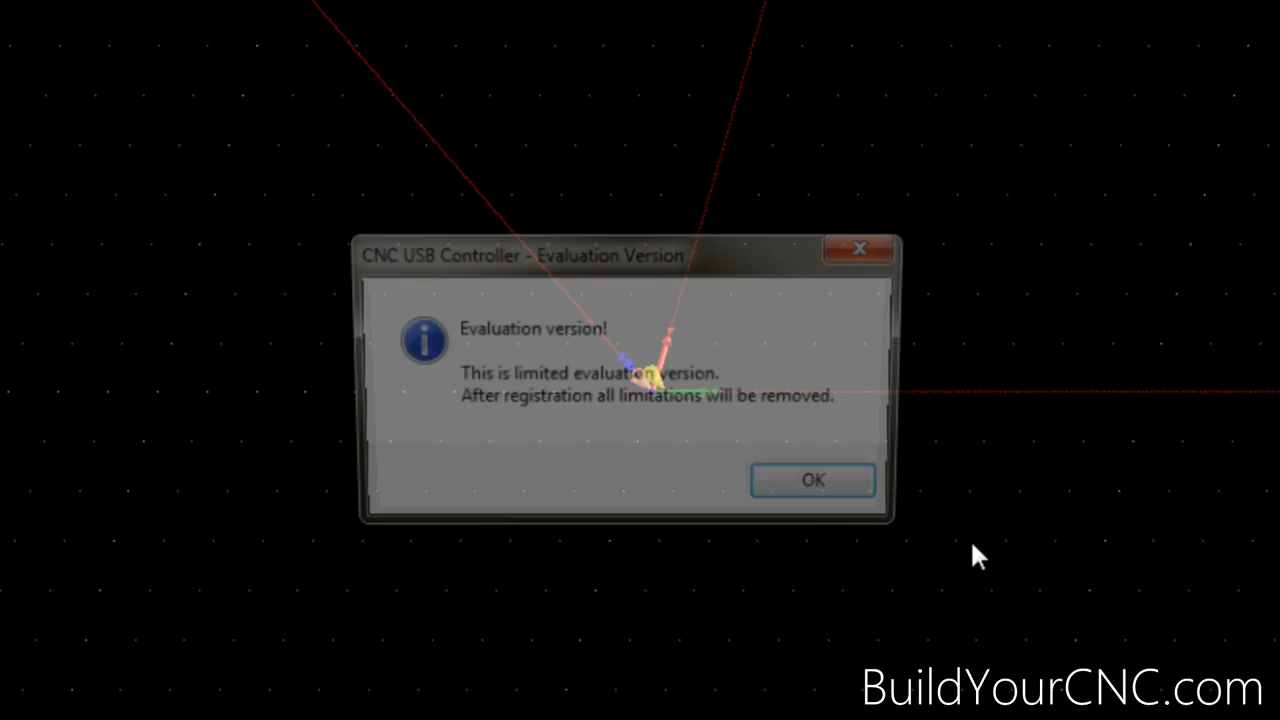 CNC USB Controller - Evaluation Version
Evaluation version!
This is limited evaluation version.
After registration all limitations will be removed.
OK
BuildYourCNC.com